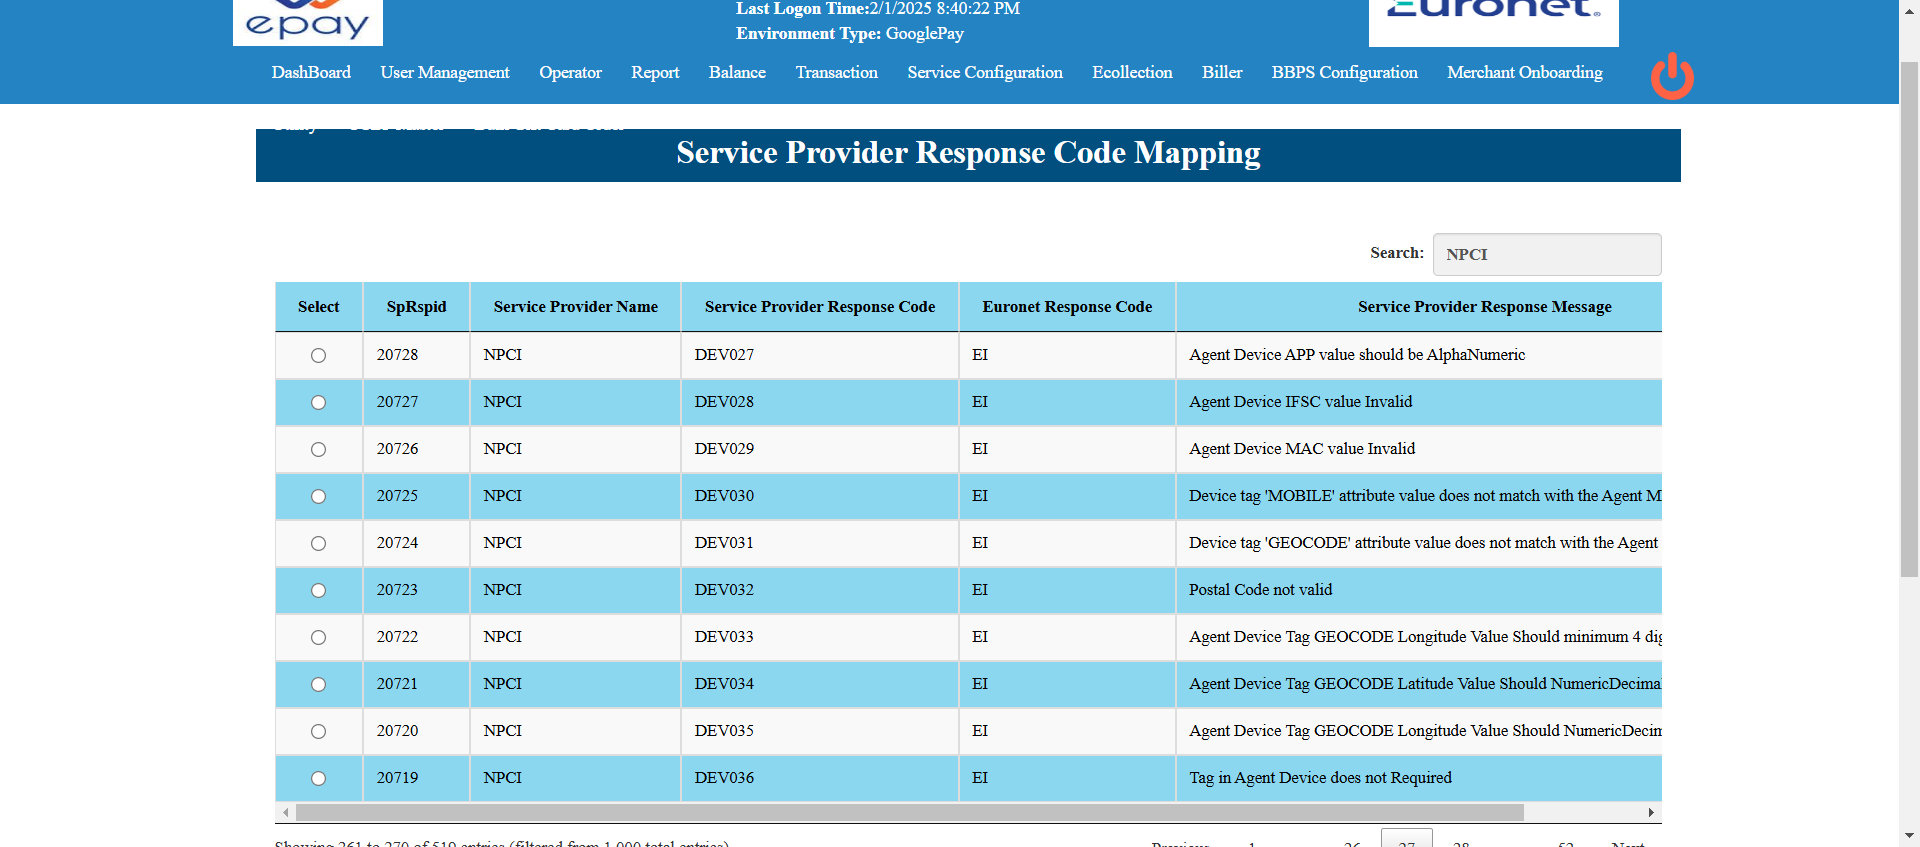 epay
Last Logon Time:2/1/2025 8:40:22 PM
Euronet
Environment Type: GooglePay
DashBoard User Management Operator Report Balance Transaction Service Configuration Ecollection Biller BBPS Configuration Merchant Onboarding
Service Provider Response Code Mapping
Search: NPCI
Select SpRspid Service Provider Name Service Provider Response Code Euronet Response Code Service Provider Response Message
20728 NPCI DEV027 EI Agent Device APP value should be AlphaNumeric
20727 NPCI DEV028 EI Agent Device IFSC value Invalid
20726 NPCI DEV029 EI Agent Device MAC value Invalid
20725 NPCI DEV030 EI Device tag 'MOBILE' attribute value does not match with the Agent M
20724 NPCI DEV031 EI Device tag 'GEOCODE' attribute value does not match with the Agent
20723 NPCI DEV032 EI Postal Code not valid
20722 NPCI DEV033 EI Agent Device Tag GEOCODE Longitude Value Should minimum 4 dig
20721 NPCI DEV034 EI Agent Device Tag GEOCODE Latitude Value Should NumericDecimal
20720 NPCI DEV035 EI Agent Device Tag GEOCODE Longitude Value Should NumericDecim
20719 NPCI DEV036 EI Tag in Agent Device does not Required
Showing 261 to 270 of 519 entries (filtered from 1,000 total entries)
Previous 1 26 27 28 52 Next